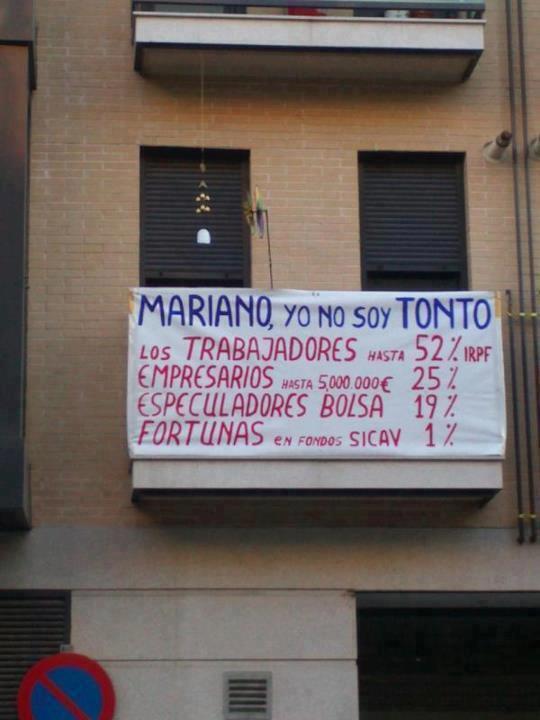 MARIANO, YO NO SOY TONTO
LOS TRABAJADORES HASTA 52% IRPF
EMPRESARIOS HASTA 5,000.000€ 25%
ESPECULADORES BOLSA 19%
FORTUNAS EN FONDOS SICAV 1%